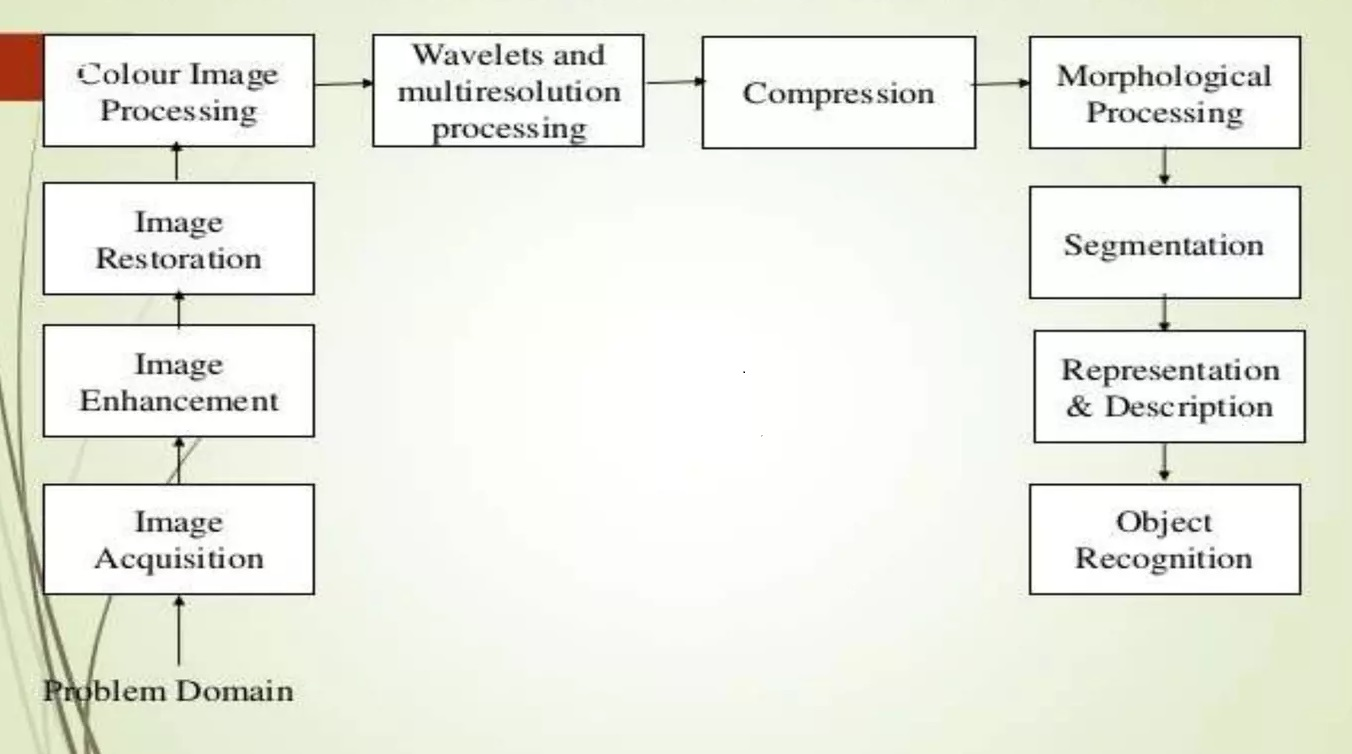 Colour Image
Processing
Wavelets and
multiresolution
processing
Compression
Morphological
Processing
Image
Restoration
Segmentation
Image
Enhancement
Representation
& Description
Image
Acquisition
Object
Recognition
Problem Domain